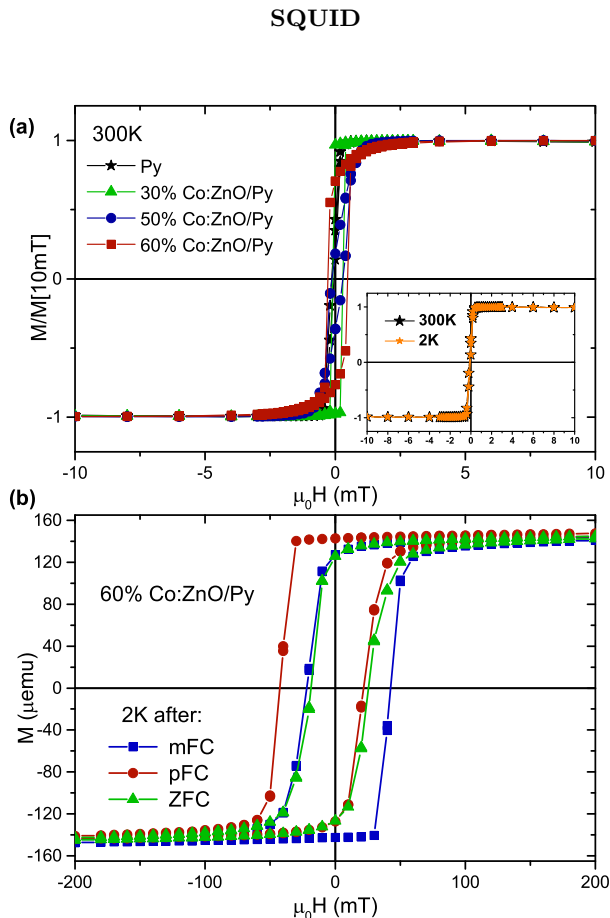 SQUID
(a)
300K
Py
30% Co:ZnO/Py
50% Co:ZnO/Py
60% Co:ZnO/Py
M/M[10mT]
1
0
-1
300K
2K
1
0
-1
-10 -8 -6 -4 -2 0 2 4 6 8 10
-10 -5 0 5 10
μ₀H (mT)
(b)
60% Co:ZnO/Py
2K after:
mFC
pFC
ZFC
M (μemu)
160
120
80
40
0
-40
-80
-120
-160
-200 -100 0 100 200
μ₀H (mT)